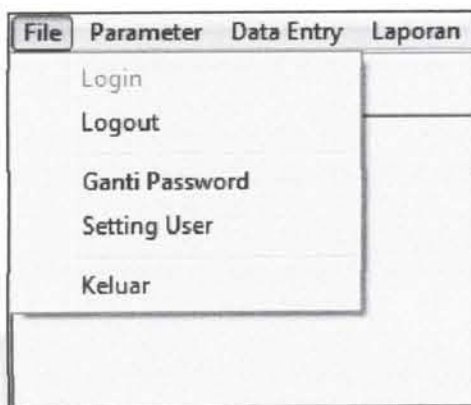 File Parameter Data Entry Laporan
Login
Logout
Ganti Password
Setting User
Keluar